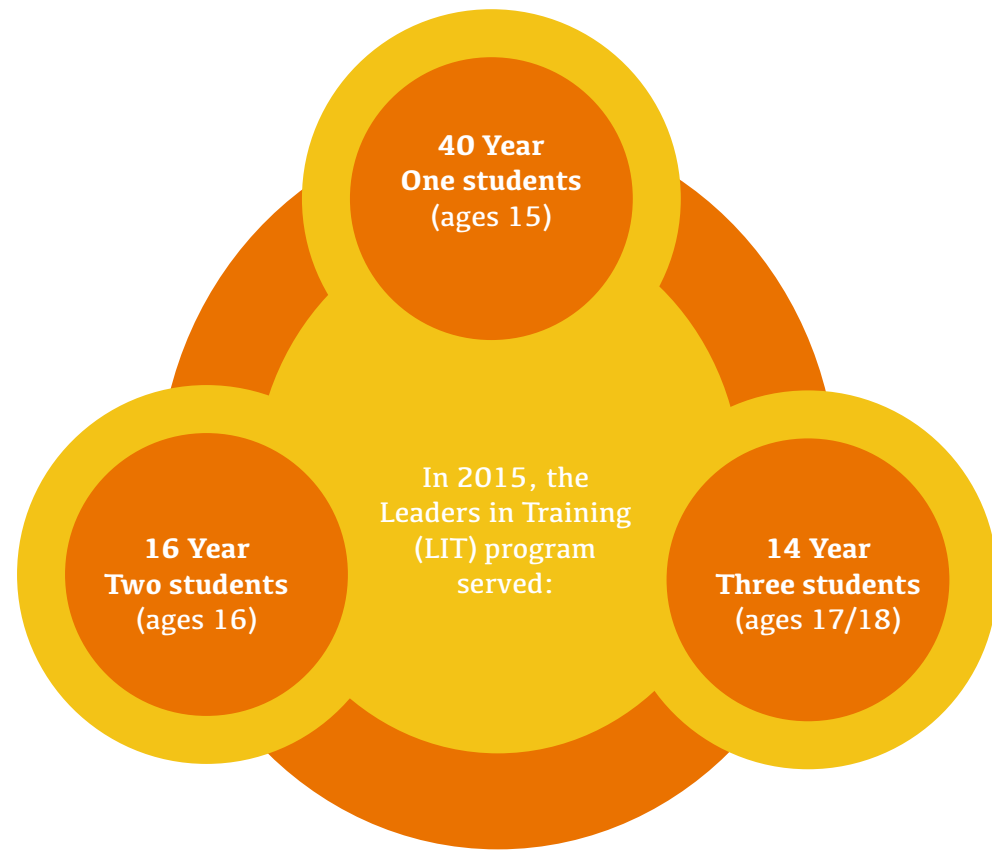 40 Year
One students
(ages 15)
In 2015, the
Leaders in Training
(LIT) program
served:
16 Year
Two students
(ages 16)
14 Year
Three students
(ages 17/18)